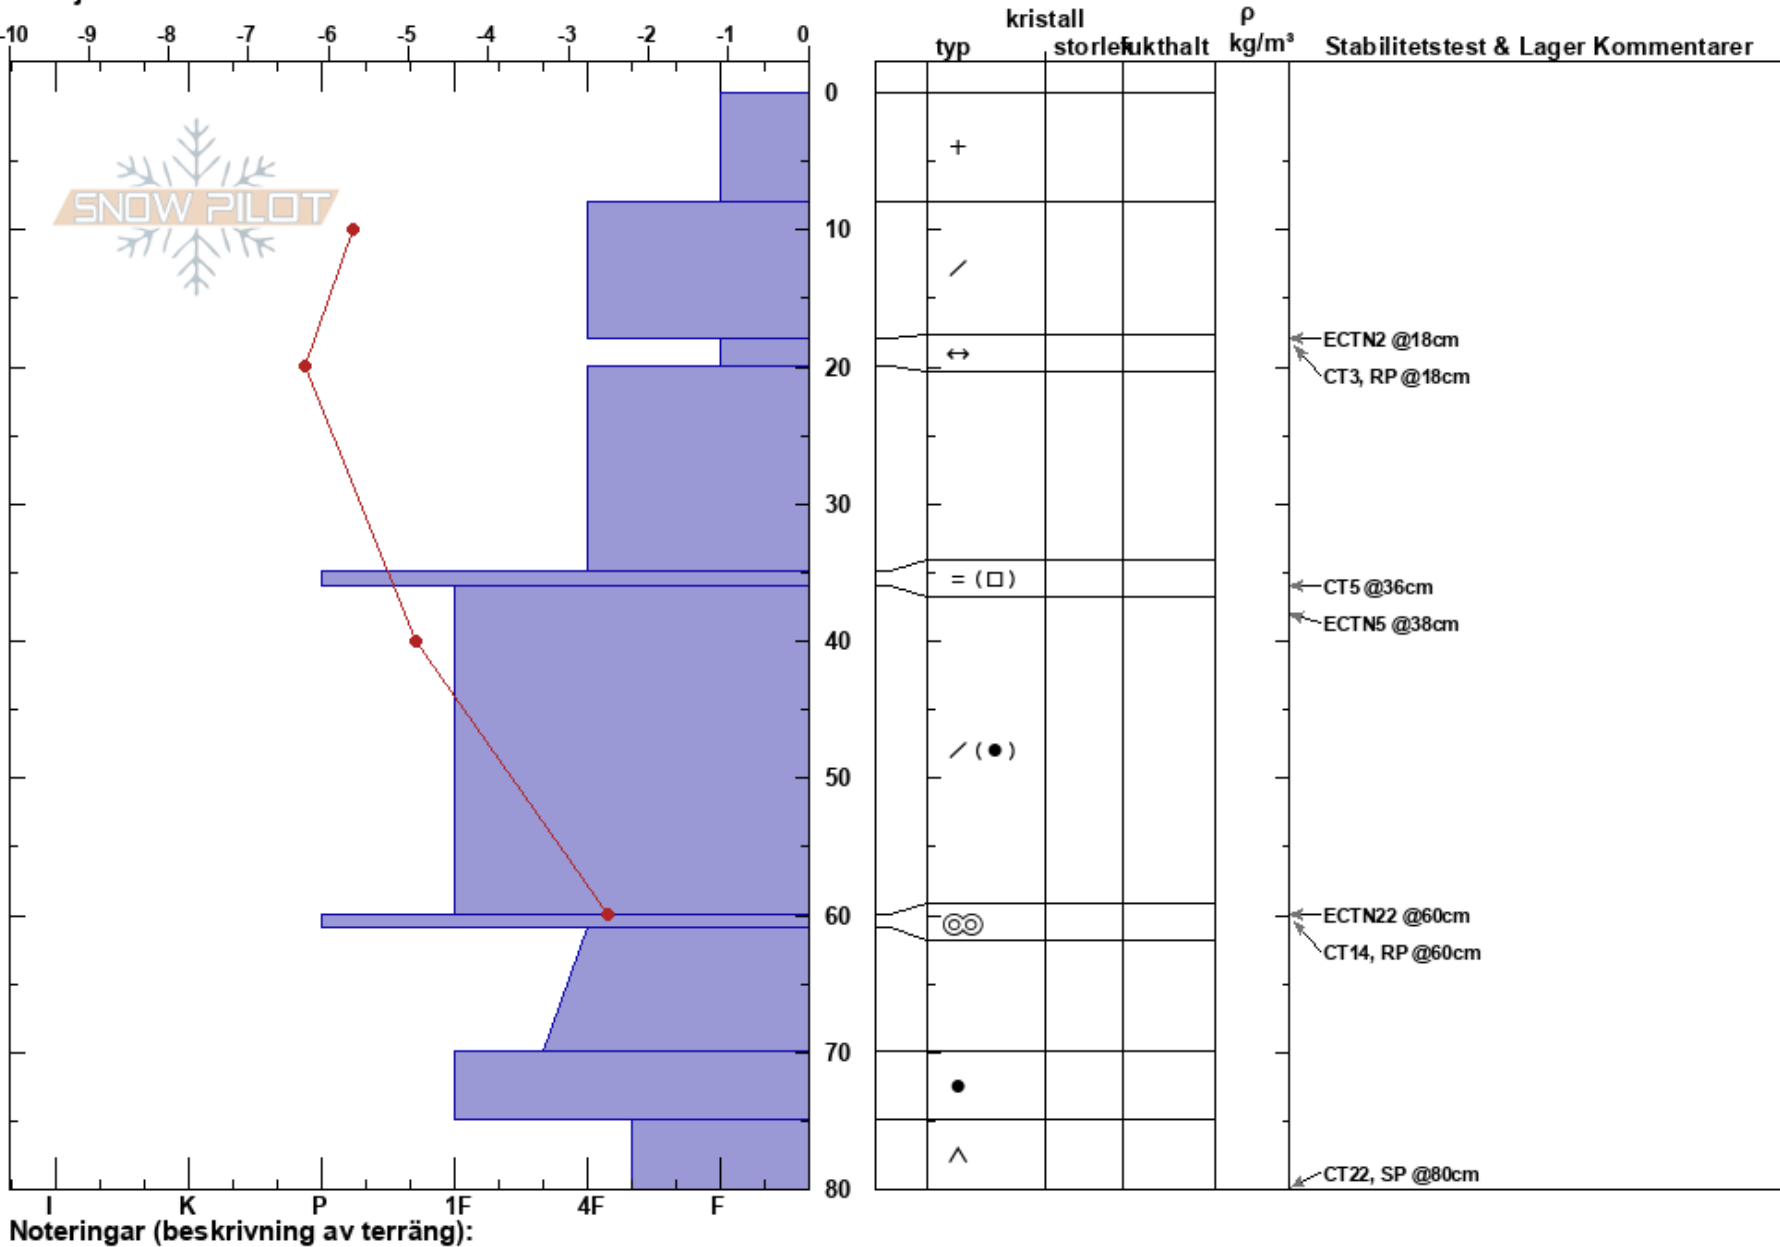 kristall ρ
-10 -9 -8 -7 -6 -5 -4 -3 -2 -1 0 typ storlek fukthalt kg/m³ Stabilitetstest & Lager Kommentarer
0
+
SNOW PILOT
10
/
ECTN2 @18cm
↔
20
CT3, RP @18cm
30
= (□)
CT5 @36cm
ECTN5 @38cm
40
/ (●)
50
60
ECTN22 @60cm
CT14, RP @60cm
70
●
∧
CT22, SP @80cm
80
I K P 1F 4F F
Noteringar (beskrivning av terräng):